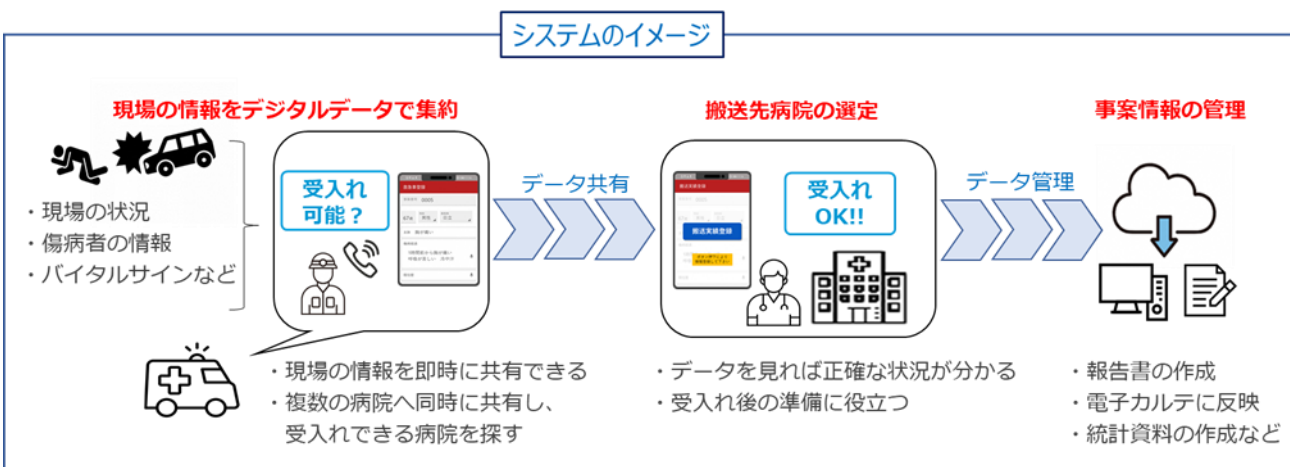 システムのイメージ
現場の情報をデジタルデータで集約
搬送先病院の選定
事案情報の管理
・現場の状況
・傷病者の情報
・バイタルサインなど
受入れ
可能？
データ共有
搬送実績登録
受入れ
OK!!
データ管理
・現場の情報を即時に共有できる
・複数の病院へ同時に共有し、
受入れできる病院を探す
・データを見れば正確な状況が分かる
・受入れ後の準備に役立つ
・報告書の作成
・電子カルテに反映
・統計資料の作成など